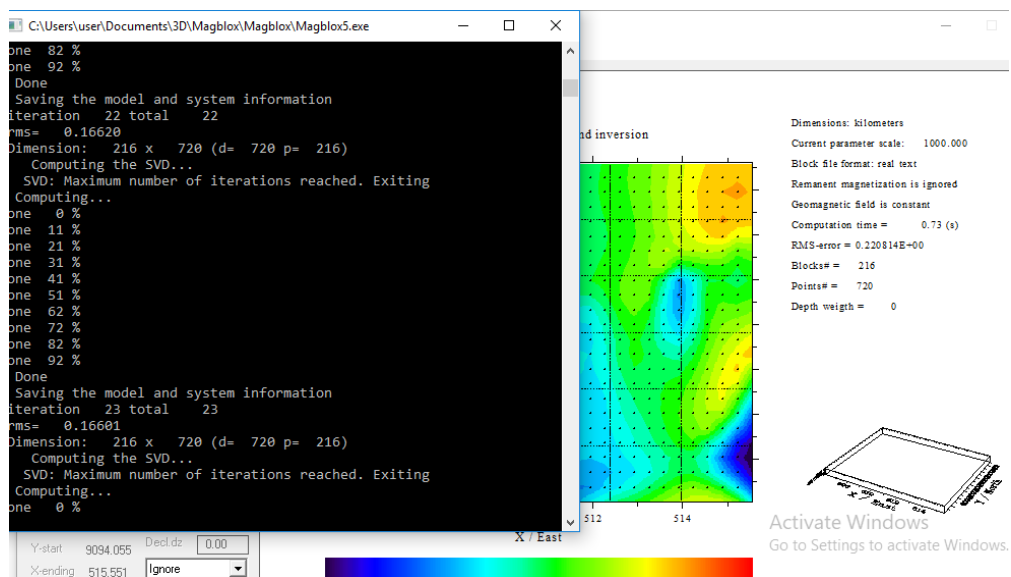 C:\Users\user\Documents\3D\Magblox\Magblox\Magblox5.exe
one 82 %
one 92 %
Done
Saving the model and system information
iteration 22 total 22
rms= 0.16620
Dimension: 216 x 720 (d= 720 p= 216)
Computing the SVD...
SVD: Maximum number of iterations reached. Exiting
Computing...
one 0 %
one 11 %
one 21 %
one 31 %
one 41 %
one 51 %
one 62 %
one 72 %
one 82 %
one 92 %
Done
Saving the model and system information
iteration 23 total 23
rms= 0.16601
Dimension: 216 x 720 (d= 720 p= 216)
Computing the SVD...
SVD: Maximum number of iterations reached. Exiting
Computing...
one 0 %
nd inversion
512 514
X / East
Dimensions: kilometers
Current parameter scale: 1000.000
Block file format: real text
Remanent magnetization is ignored
Geomagnetic field is constant
Computation time = 0.73 (s)
RMS-error = 0.220814E+00
Blocks# = 216
Points# = 720
Depth weigth = 0
Activate Windows
Go to Settings to activate Windows.
Y-start 9094.055 Decl.dz 0.00
X-ending 515.551 Ignore